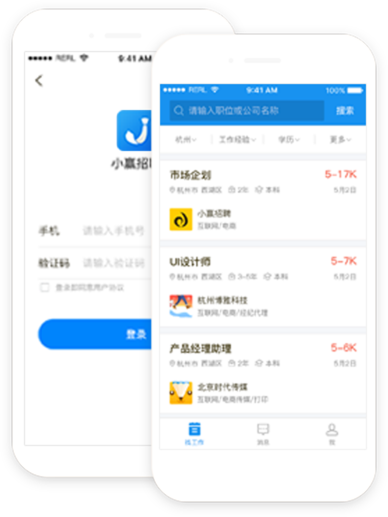 9:41 AM
小赢招聘
手机 请输入手机号
验证码 请输入验证码
登录即同意用户协议
登录
9:41 AM 100%
请输入职位或公司名称 搜索
杭州 工作经验 学历 更多
市场企划 5-17K
杭州市 西湖区 2年 本科 5月2日
小赢招聘
互联网/电商
UI设计师 5-7K
杭州市 西湖区 3-5年 本科 5月2日
杭州博雅科技
互联网/电商/经纪代理
产品经理助理 5-6K
杭州市 西湖区 2年 本科 5月2日
北京时代传媒
互联网/电商传媒/打印
找工作 消息 我